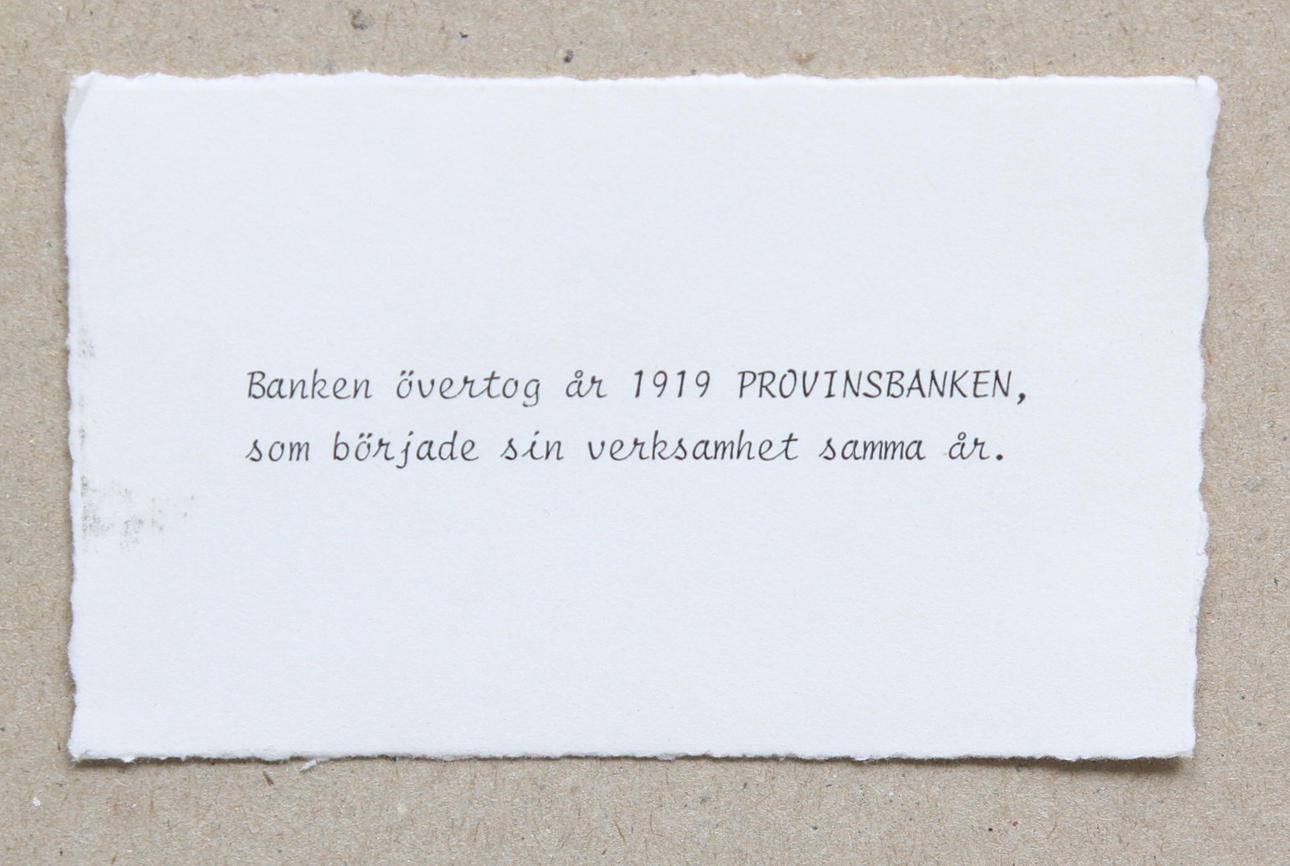 Banken övertog år 1919 PROVINSBANKEN,
som började sin verksamhet samma år.